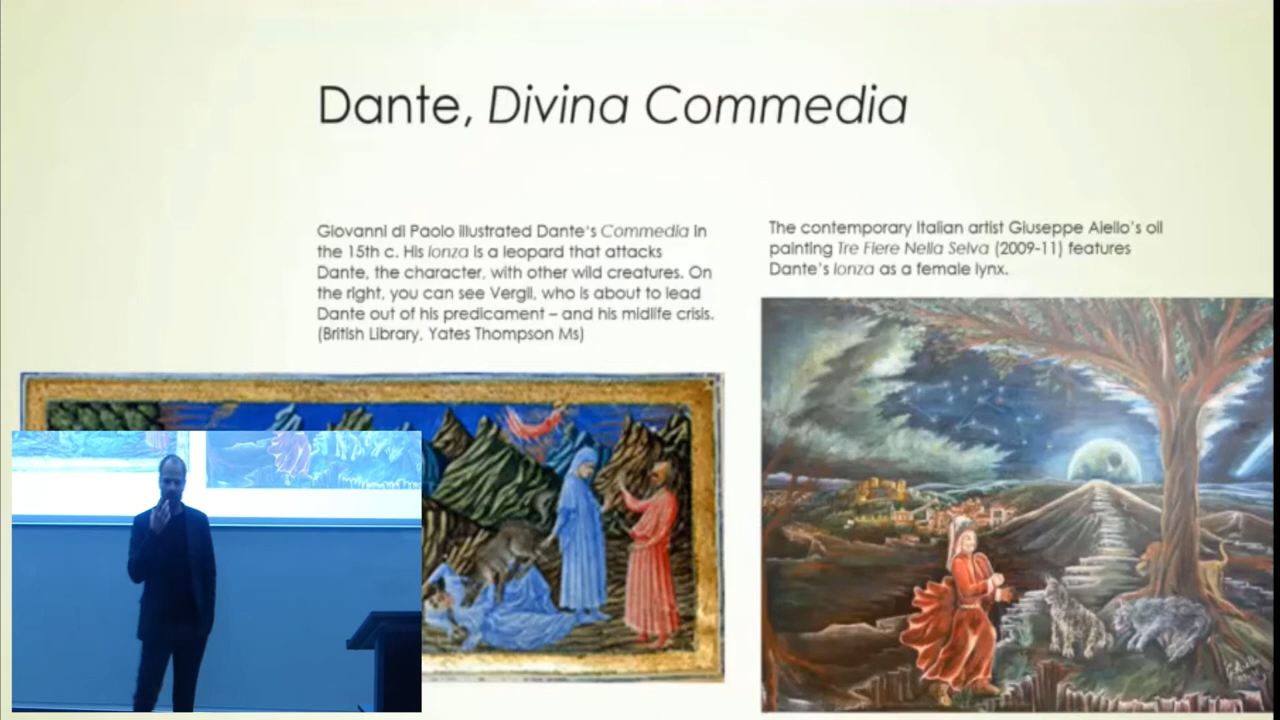 Dante, Divina Commedia
Giovanni di Paolo illustrated Dante's Commedia in
the 15th c. His lonza is a leopard that attacks
Dante, the character, with other wild creatures. On
the right, you can see Vergil, who is about to lead
Dante out of his predicament – and his midlife crisis.
(British Library, Yates Thompson Ms)
The contemporary Italian artist Giuseppe Aiello's oil
painting Tre Fiere Nella Selva (2009-11) features
Dante's lonza as a female lynx.